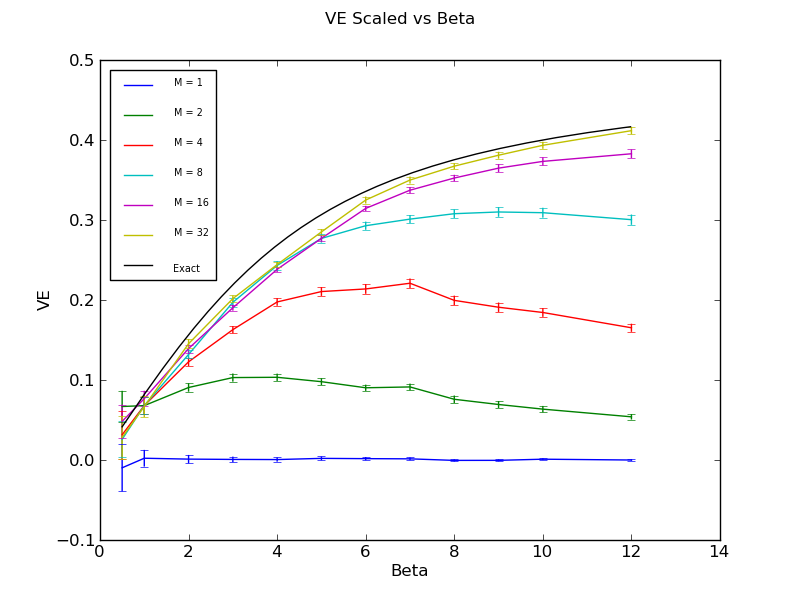 VE Scaled vs Beta
0.5
0.4
0.3
0.2
0.1
0.0
−0.1
VE
M = 1
M = 2
M = 4
M = 8
M = 16
M = 32
Exact
0 2 4 6 8 10 12 14
Beta